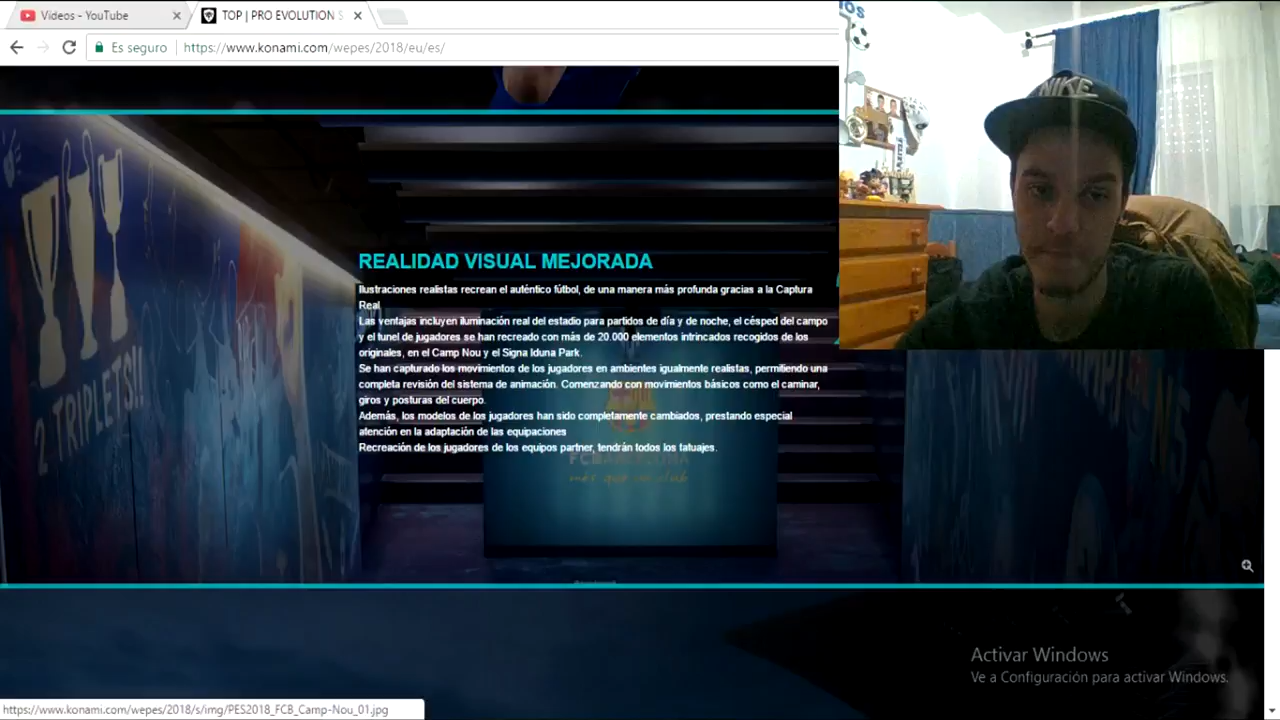 Videos - YouTube
TOP | PRO EVOLUTION S
Es seguro
https://www.konami.com/wepes/2018/eu/es/
NIKE
REALIDAD VISUAL MEJORADA
Ilustraciones realistas recrean el auténtico fútbol, de una manera más profunda gracias a la Captura
Real.
Las ventajas incluyen iluminación real del estadio para partidos de día y de noche, el césped del campo
y el tunel de jugadores se han recreado con más de 20.000 elementos intrincados recogidos de los
originales, en el Camp Nou y el Signa Iduna Park.
Se han capturado los movimientos de los jugadores en ambientes igualmente realistas, permitiendo una
completa revisión del sistema de animación. Comenzando con movimientos básicos como el caminar,
giros y posturas del cuerpo.
Además, los modelos de los jugadores han sido completamente cambiados, prestando especial
atención en la adaptación de las equipaciones
Recreación de los jugadores de los equipos partner, tendrán todos los tatuajes.
2 TRIPLETS!!
FCBARCELONA
més que un club
Activar Windows
Ve a Configuración para activar Windows.
https://www.konami.com/wepes/2018/s/img/PES2018_FCB_Camp-Nou_01.jpg